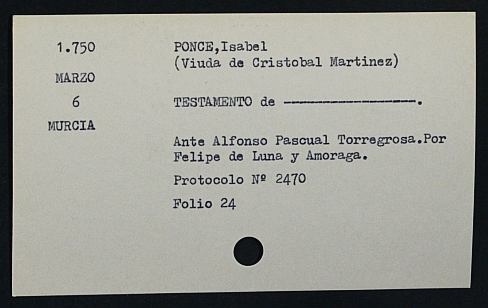 1.750
MARZO
6
MURCIA
PONCE,Isabel
(Viuda de Cristobal Martinez)
TESTAMENTO de -------------------.
Ante Alfonso Pascual Torregrosa.Por
Felipe de Luna y Amoraga.
Protocolo Nº 2470
Folio 24